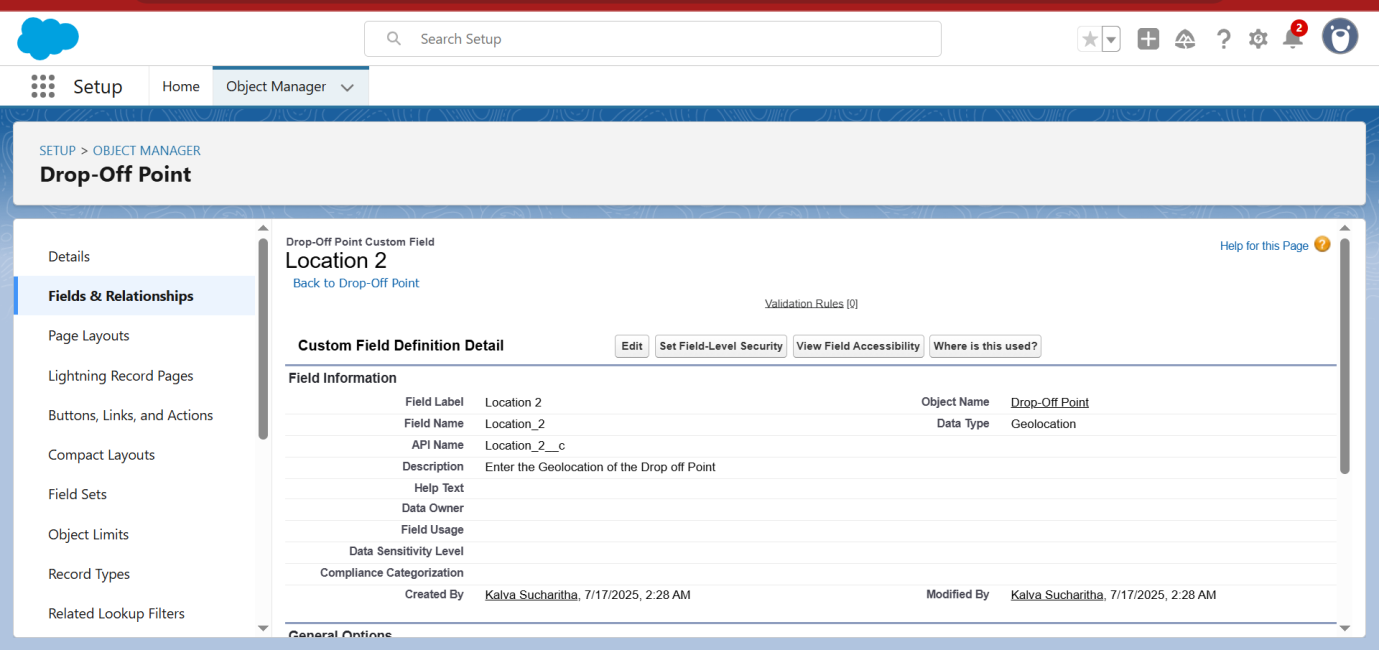 Search Setup
2
Setup
Home
Object Manager
SETUP > OBJECT MANAGER
Drop-Off Point
Details
Fields & Relationships
Page Layouts
Lightning Record Pages
Buttons, Links, and Actions
Compact Layouts
Field Sets
Object Limits
Record Types
Related Lookup Filters
Drop-Off Point Custom Field
Location 2
Back to Drop-Off Point
Help for this Page ?
Validation Rules [0]
Custom Field Definition Detail
Edit
Set Field-Level Security
View Field Accessibility
Where is this used?
Field Information
Field Label Location 2 Object Name Drop-Off Point
Field Name Location_2 Data Type Geolocation
API Name Location_2__c
Description Enter the Geolocation of the Drop off Point
Help Text
Data Owner
Field Usage
Data Sensitivity Level
Compliance Categorization
Created By Kalva Sucharitha, 7/17/2025, 2:28 AM Modified By Kalva Sucharitha, 7/17/2025, 2:28 AM
General Options